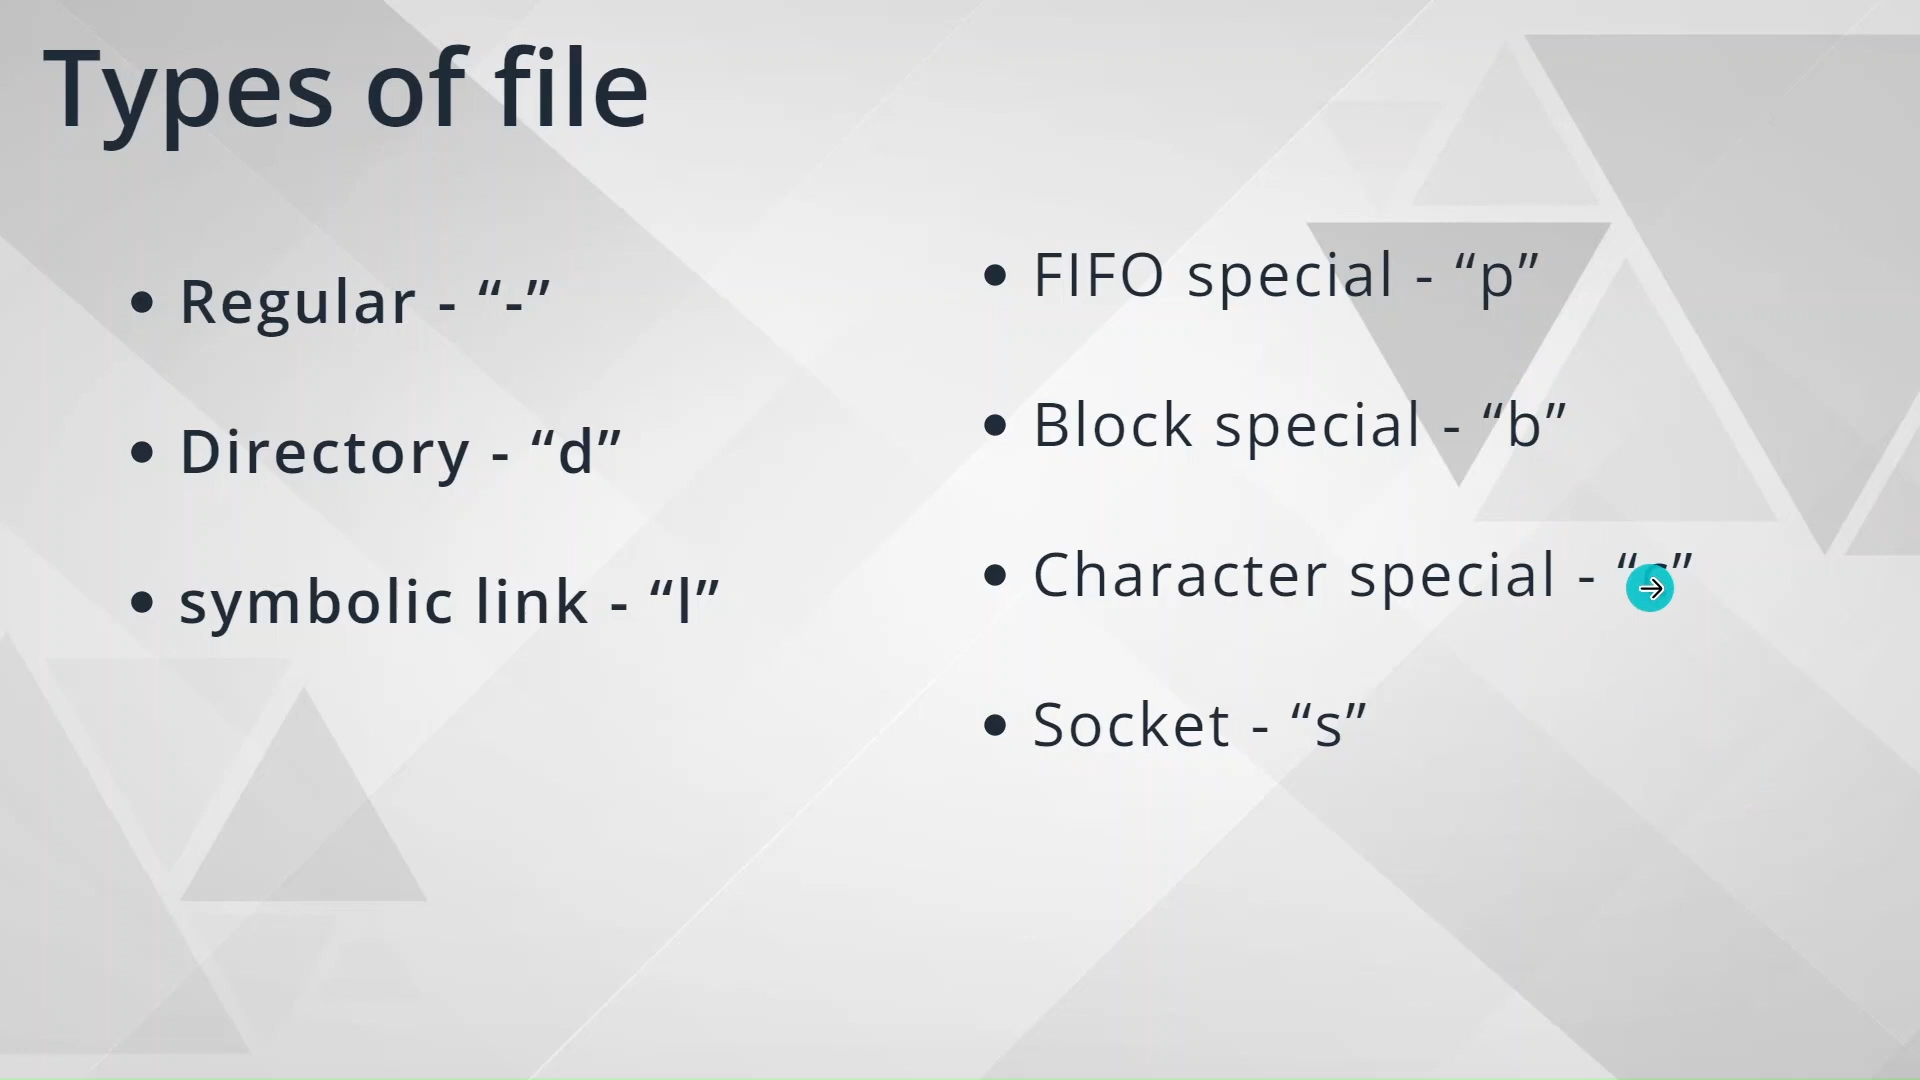 Types of file
• Regular - “-”
• Directory - “d”
• symbolic link - “l”
• FIFO special - “p”
• Block special - “b”
• Character special - “c”
• Socket - “s”